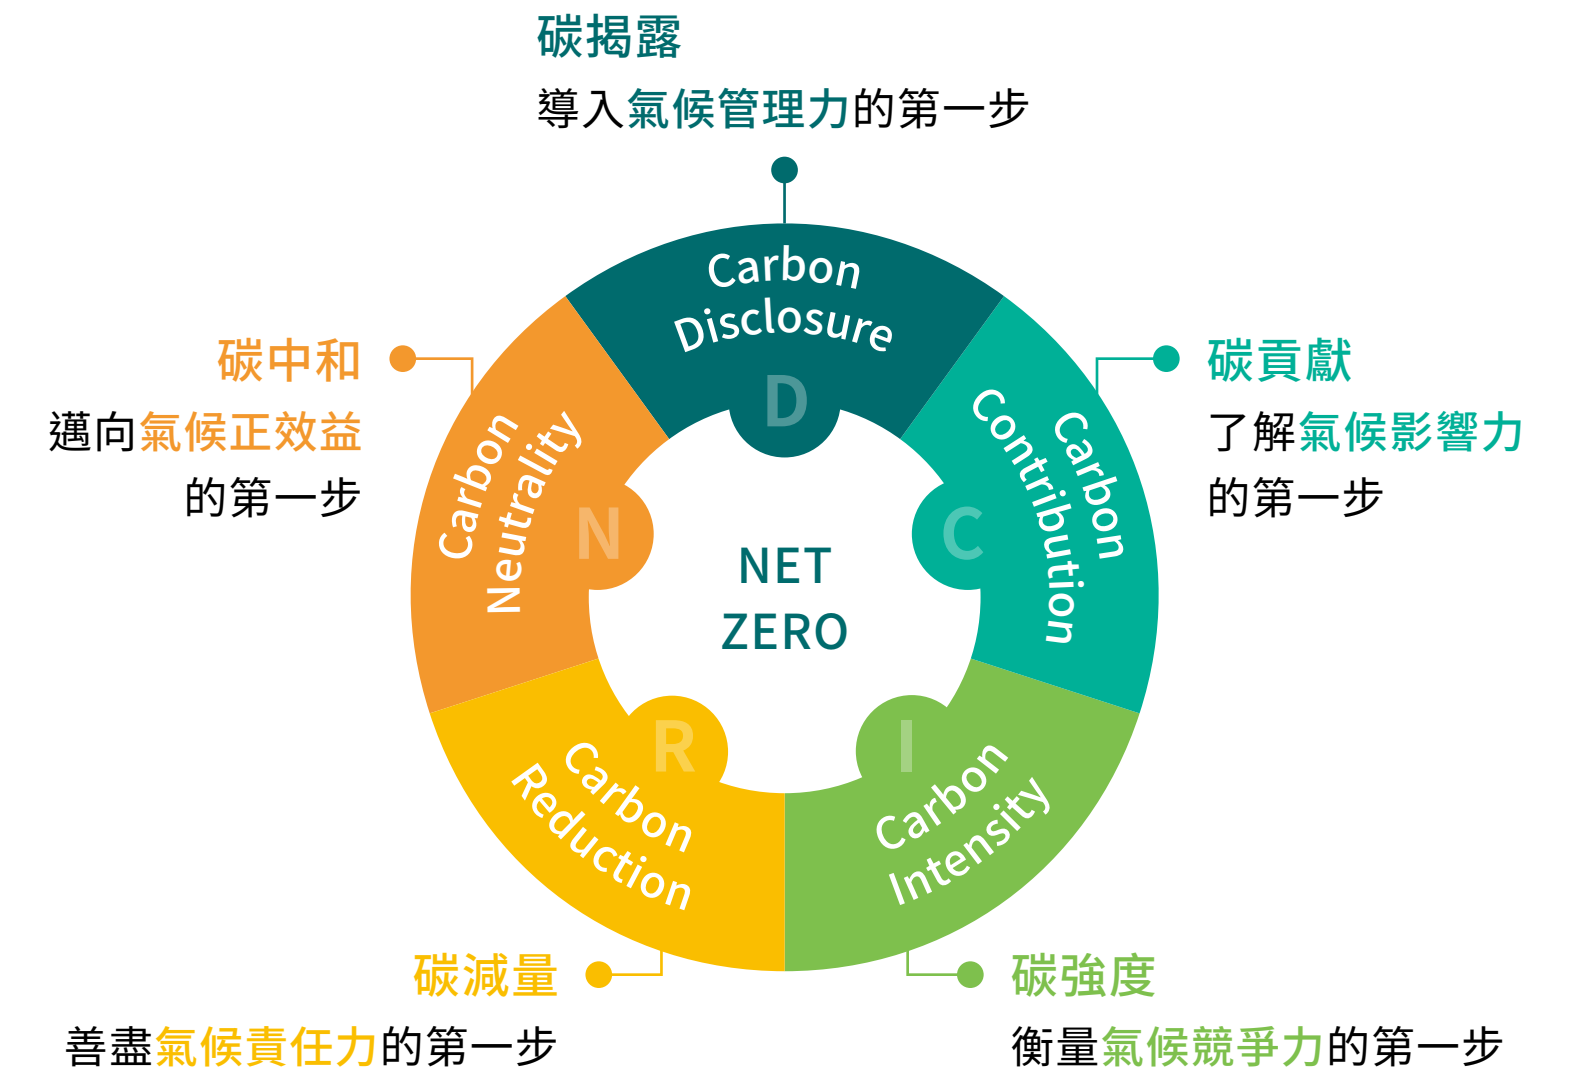 碳揭露
導入氣候管理力的第一步
Carbon
Disclosure
D
碳貢獻
了解氣候影響力
的第一步
Carbon
Contribution
C
碳強度
衡量氣候競爭力的第一步
Carbon
Intensity
I
碳減量
善盡氣候責任力的第一步
Carbon
Reduction
R
碳中和
邁向氣候正效益
的第一步
Carbon
Neutrality
N
NET
ZERO